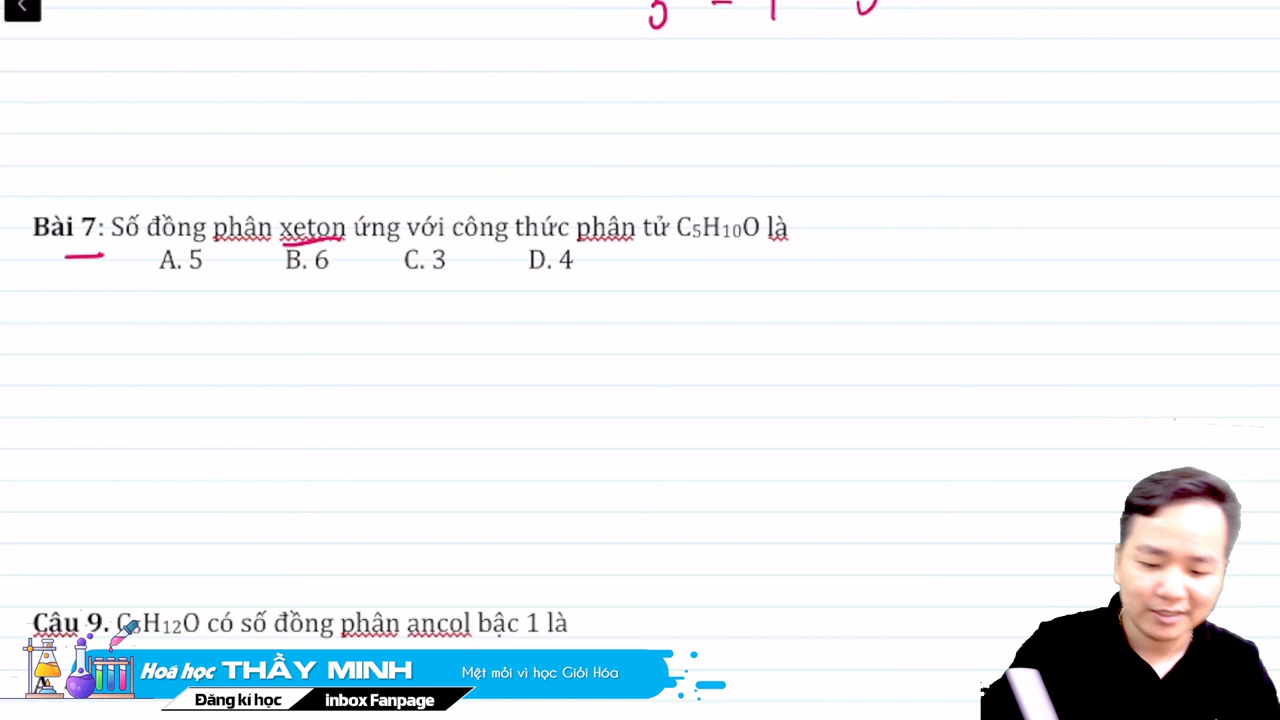 Bài 7: Số đồng phân xeton ứng với công thức phân tử C₅H₁₀O là
A. 5 B. 6 C. 3 D. 4
Câu 9. C₅H₁₂O có số đồng phân ancol bậc 1 là
Hoá học THẦY MINH Mệt mỏi vì học Giỏi Hóa
Đăng kí học inbox Fanpage